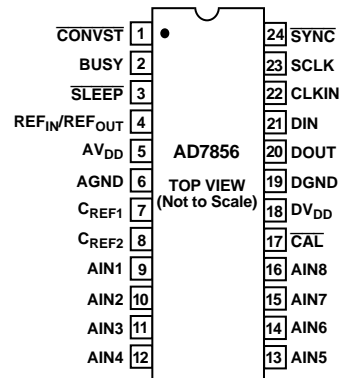 CONVST 1 24 SYNC
BUSY 2 23 SCLK
SLEEP 3 22 CLKIN
REFIN/REFOUT 4 21 DIN
AVDD 5 AD7856 20 DOUT
AGND 6 TOP VIEW 19 DGND
CREF1 7 (Not to Scale) 18 DVDD
CREF2 8 17 CAL
AIN1 9 16 AIN8
AIN2 10 15 AIN7
AIN3 11 14 AIN6
AIN4 12 13 AIN5